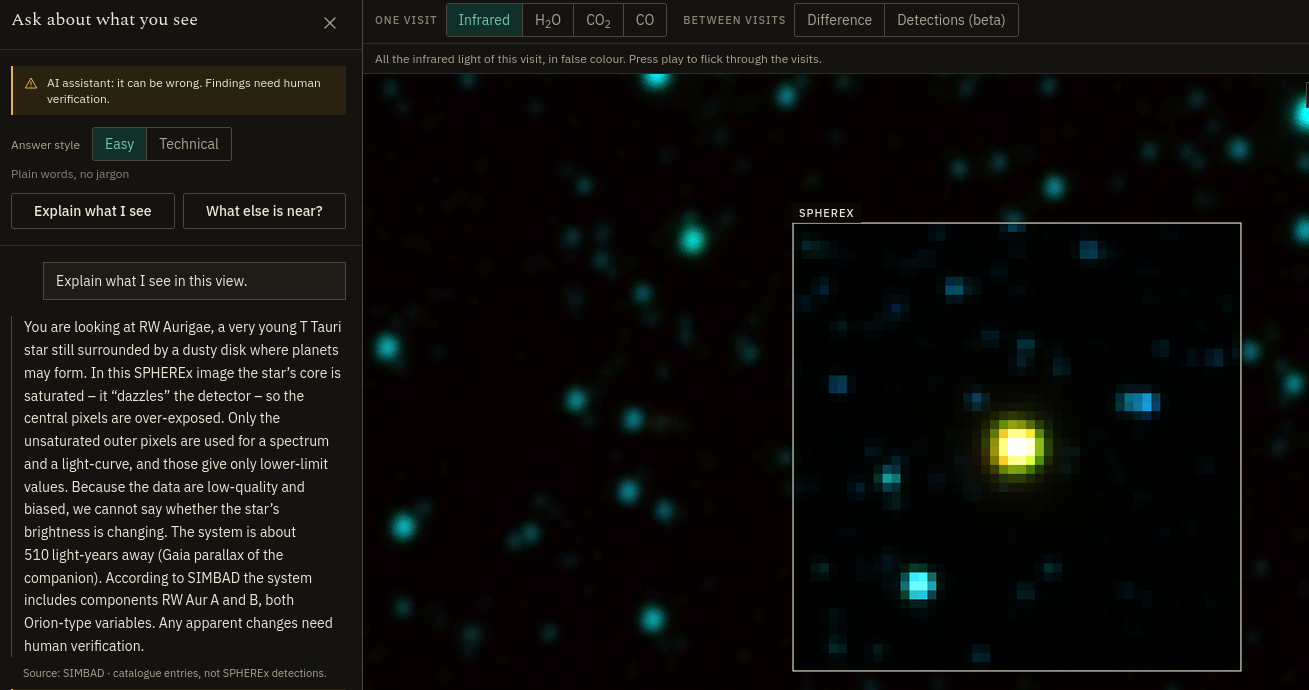 Ask about what you see
AI assistant: it can be wrong. Findings need human
verification.
Answer style
Easy
Technical
Plain words, no jargon
Explain what I see
What else is near?
Explain what I see in this view.
You are looking at RW Aurigae, a very young T Tauri
star still surrounded by a dusty disk where planets
may form. In this SPHEREx image the star’s core is
saturated – it “dazzles” the detector – so the
central pixels are over-exposed. Only the
unsaturated outer pixels are used for a spectrum
and a light-curve, and those give only lower-limit
values. Because the data are low-quality and
biased, we cannot say whether the star’s
brightness is changing. The system is about
510 light-years away (Gaia parallax of the
companion). According to SIMBAD the system
includes components RW Aur A and B, both
Orion-type variables. Any apparent changes need
human verification.
Source: SIMBAD · catalogue entries, not SPHEREx detections.
ONE VISIT
Infrared
H₂O
CO₂
CO
BETWEEN VISITS
Difference
Detections (beta)
All the infrared light of this visit, in false colour. Press play to flick through the visits.
SPHEREX